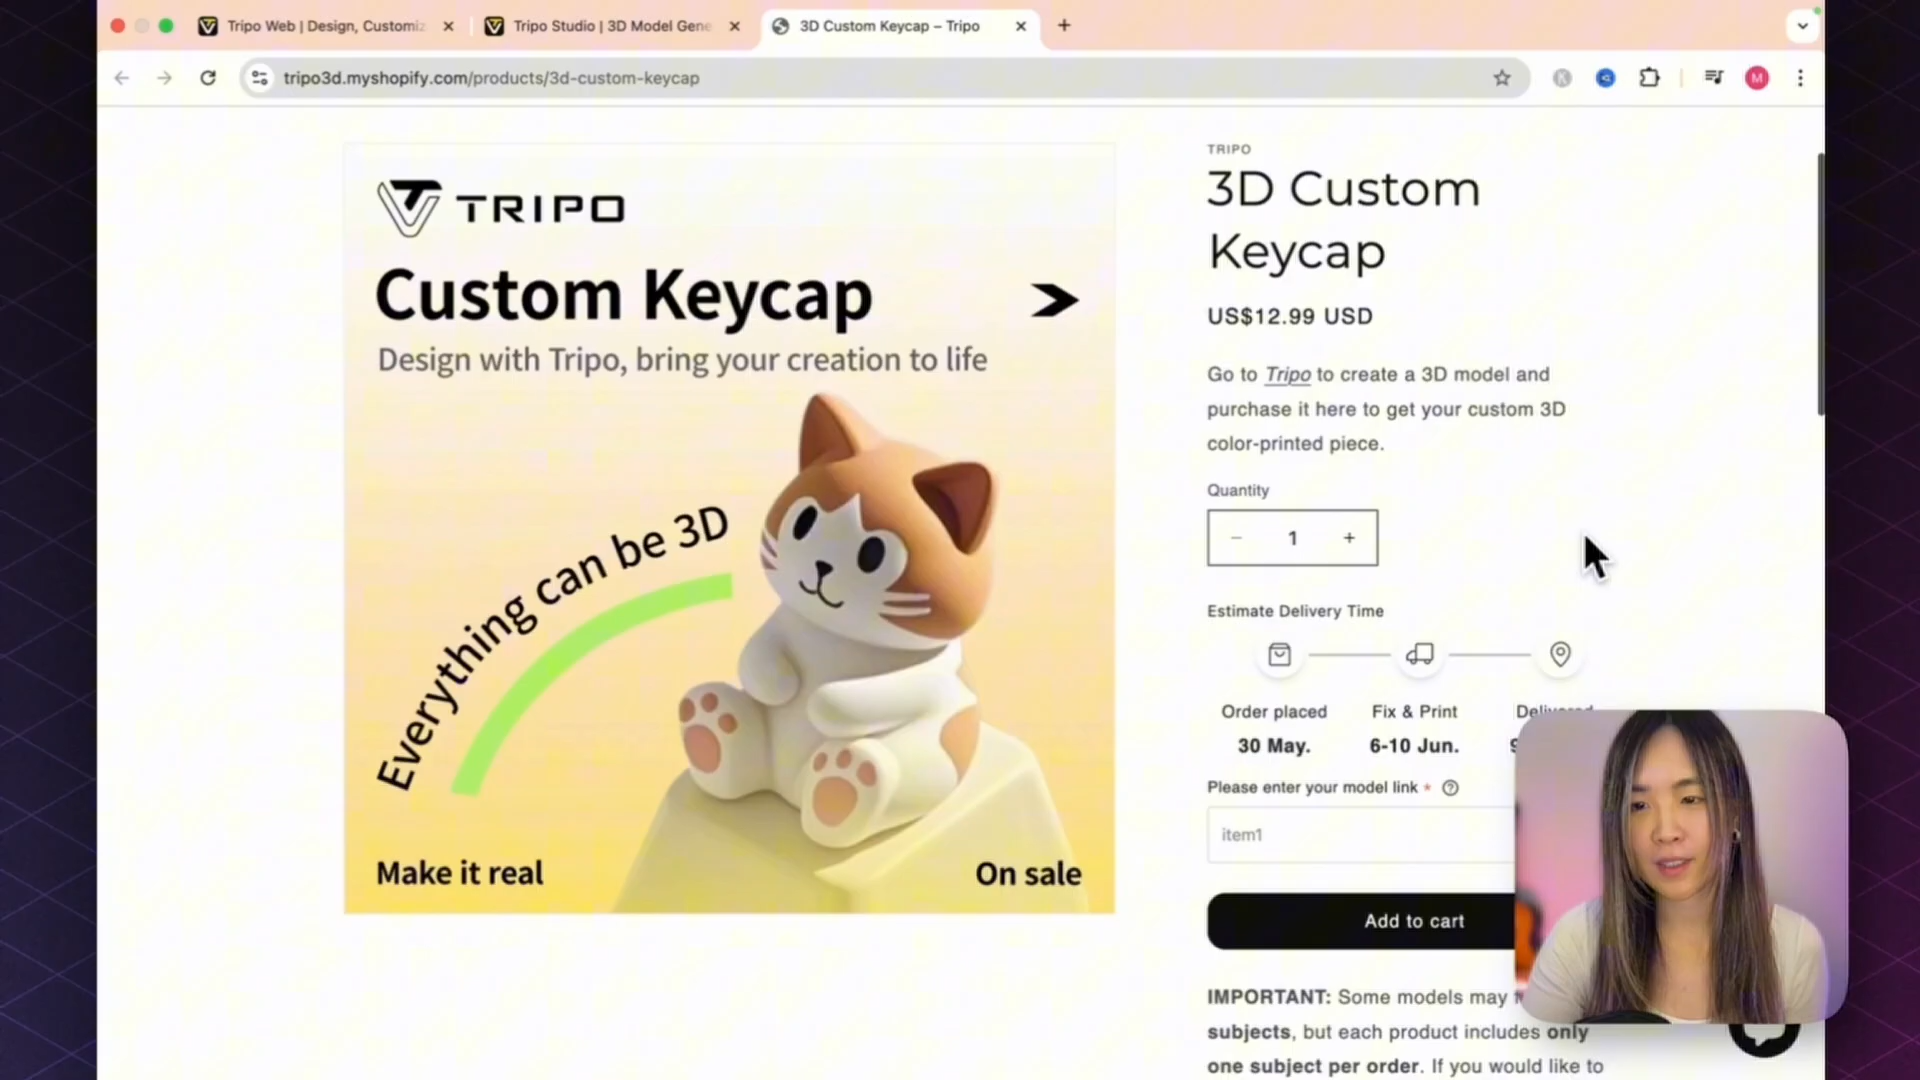 Tripo Web | Design, Customiz
Tripo Studio | 3D Model Gene
3D Custom Keycap – Tripo
tripo3d.myshopify.com/products/3d-custom-keycap
M
TRIPO
Custom Keycap
Design with Tripo, bring your creation to life
Everything can be 3D
Make it real
On sale
TRIPO
3D Custom
Keycap
US$12.99 USD
Go to Tripo to create a 3D model and
purchase it here to get your custom 3D
color-printed piece.
Quantity
− 1 +
Estimate Delivery Time
Order placed Fix & Print Delivered
30 May. 6-10 Jun. 9
Please enter your model link * ?
item1
Add to cart
IMPORTANT: Some models may
subjects, but each product includes only
one subject per order. If you would like to